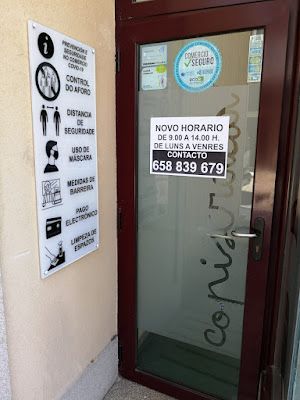 PREVENCIÓN E
SEGURIDADE
NO COMERCIO
COVID-19
CONTROL
DO AFORO
DISTANCIA
DE SEGURIDADE
USO DE
MÁSCARA
MEDIDAS DE
BARREIRA
PAGO
ELECTRÓNICO
LIMPEZA DE
ESPAZOS
COMERCIO
SEGURO
NOVO HORARIO
DE 9.00 A 14.00 H.
DE LUNS A VENRES
CONTACTO
658 839 679